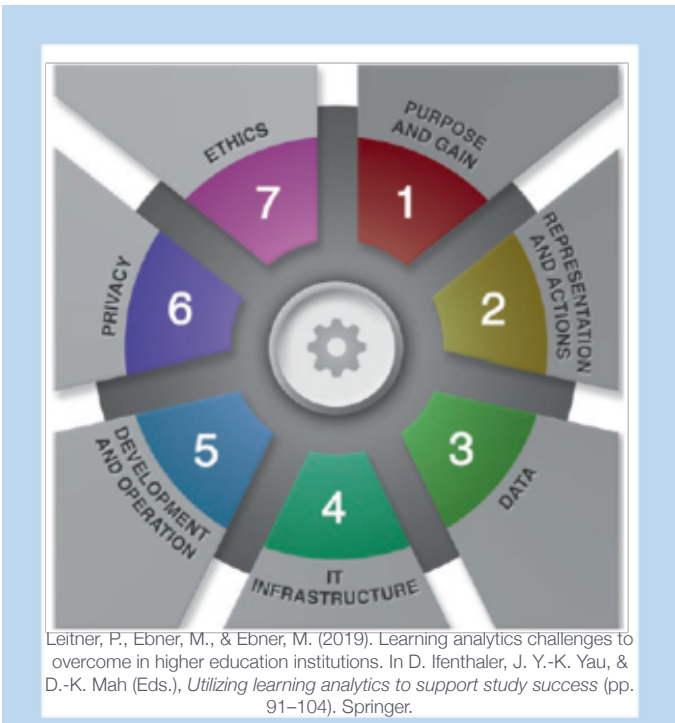 PURPOSE
AND GAIN
1
REPRESENTATION
AND ACTIONS
2
DATA
3
IT
INFRASTRUCTURE
4
DEVELOPMENT
AND OPERATION
5
PRIVACY
6
ETHICS
7
Leitner, P., Ebner, M., & Ebner, M. (2019). Learning analytics challenges to
overcome in higher education institutions. In D. Ifenthaler, J. Y.-K. Yau, &
D.-K. Mah (Eds.), Utilizing learning analytics to support study success (pp.
91–104). Springer.